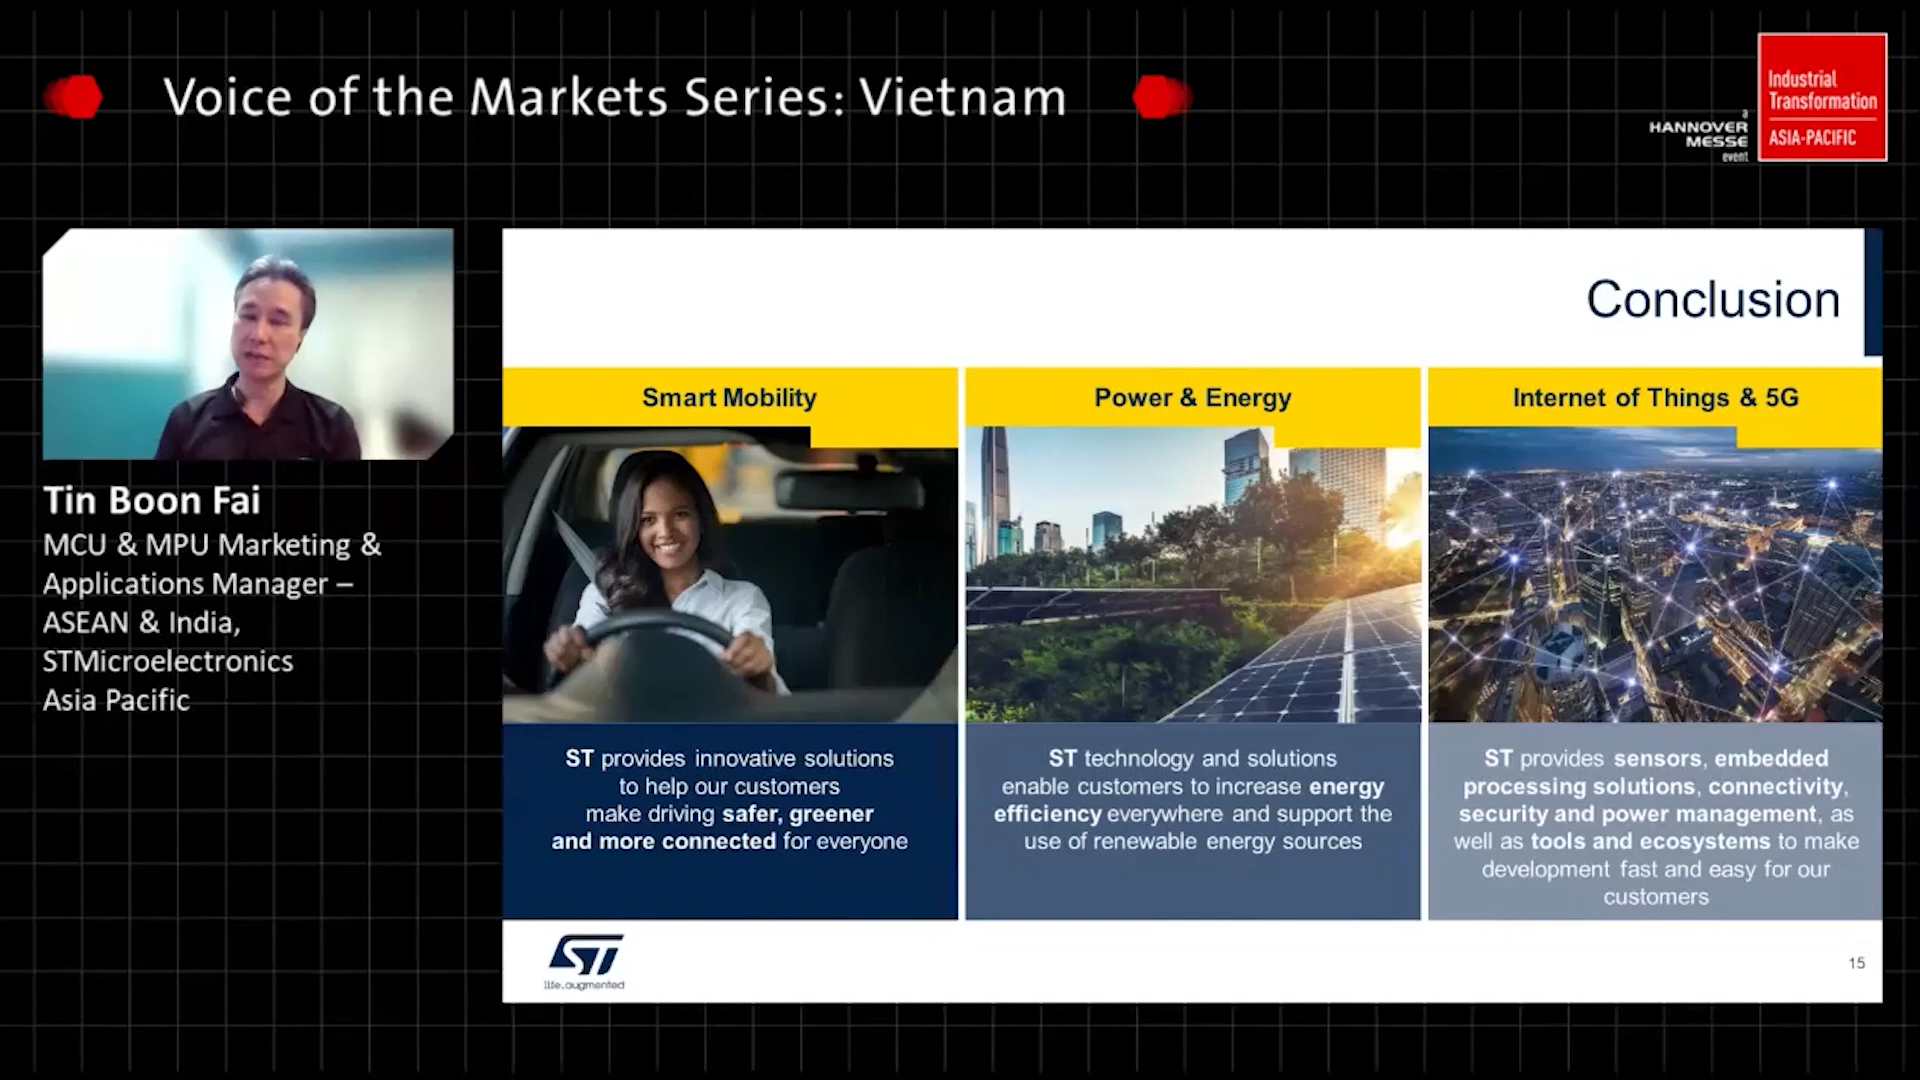 Voice of the Markets Series: Vietnam
a
HANNOVER
MESSE
event
Industrial
Transformation
ASIA-PACIFIC
Tin Boon Fai
MCU & MPU Marketing &
Applications Manager –
ASEAN & India,
STMicroelectronics
Asia Pacific
Conclusion
Smart Mobility
ST provides innovative solutions
to help our customers
make driving safer, greener
and more connected for everyone
Power & Energy
ST technology and solutions
enable customers to increase energy
efficiency everywhere and support the
use of renewable energy sources
Internet of Things & 5G
ST provides sensors, embedded
processing solutions, connectivity,
security and power management, as
well as tools and ecosystems to make
development fast and easy for our
customers
ST
life.augmented
15